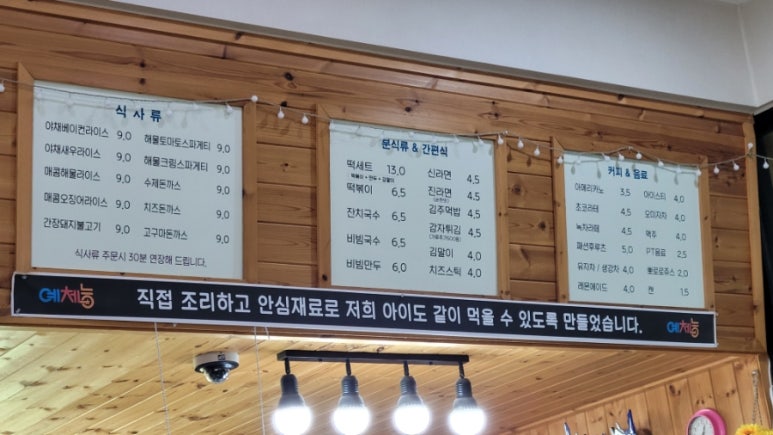 식사류
야채베이컨라이스 9,0 해물토마토스파게티 9,0
야채새우라이스 9,0 해물크림스파게티 9,0
매콤해물라이스 9,0 수제돈까스 9,0
매콤오징어라이스 9,0 치즈돈까스 9,0
간장돼지불고기 9,0 고구마돈까스 9,0
식사류 주문시 30분 연장해 드립니다.
분식류 & 간편식
떡세트 13,0 신라면 4,5
떡볶이 6,5 진라면 4,5
잔치국수 6,5 김주먹밥 4,5
비빔국수 6,5 감자튀김 4,5
비빔만두 6,0 김말이 4,0
치즈스틱 4,0
커피 & 음료
아메리카노 3,5 아이스티 4,0
초코라떼 4,5 오미자차 4,0
녹차라떼 4,5 맥주 4,0
패션후루츠 5,0 PT음료 2,5
유자차 / 생강차 4,0 뽀로로쥬스 2,0
레몬에이드 4,0 캔 1,5
예체능 직접 조리하고 안심재료로 저희 아이도 같이 먹을 수 있도록 만들었습니다. 예체능